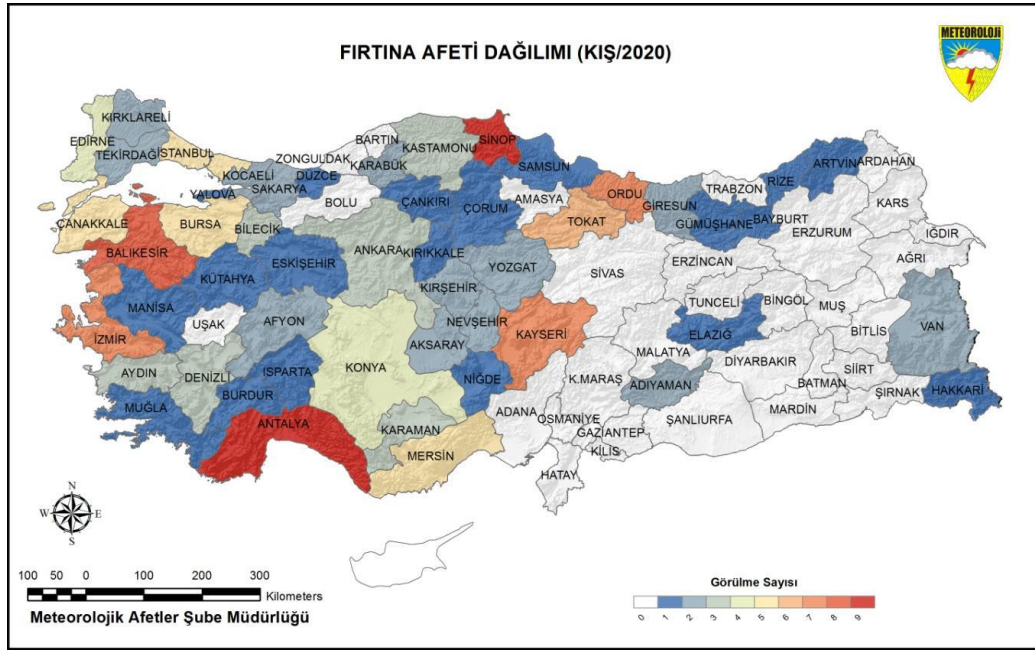 METEOROLOJİ
FIRTINA AFETİ DAĞILIMI (KIŞ/2020)
KIRKLARELİ
EDİRNE
TEKİRDAĞ
İSTANBUL
KOCAELİ
YALOVA
SAKARYA
DÜZCE
ZONGULDAK
BARTIN
KARABÜK
KASTAMONU
SİNOP
SAMSUN
ORDU
GİRESUN
TRABZON
RİZE
ARTVİN
ARDAHAN
KARS
IĞDIR
AĞRI
ERZURUM
BAYBURT
GÜMÜŞHANE
AMASYA
TOKAT
ÇORUM
ÇANKIRI
BOLU
BİLECİK
BURSA
ÇANAKKALE
BALIKESİR
KÜTAHYA
ESKİŞEHİR
ANKARA
KIRIKKALE
YOZGAT
SİVAS
ERZİNCAN
TUNCELİ
BİNGÖL
MUŞ
BİTLİS
VAN
HAKKARİ
ŞIRNAK
SİİRT
BATMAN
MARDİN
DİYARBAKIR
ELAZIĞ
MALATYA
ADIYAMAN
ŞANLIURFA
K.MARAŞ
KAYSERİ
NEVŞEHİR
KIRŞEHİR
AKSARAY
NİĞDE
KONYA
AFYON
UŞAK
MANİSA
İZMİR
AYDIN
DENİZLİ
ISPARTA
BURDUR
MUĞLA
ANTALYA
KARAMAN
MERSİN
ADANA
OSMANİYE
GAZİANTEP
KİLİS
HATAY
N
W
E
S
100 50 0 100 200 300
Kilometers
Meteorolojik Afetler Şube Müdürlüğü
Görülme Sayısı
0 1 2 3 4 5 6 7 8 9